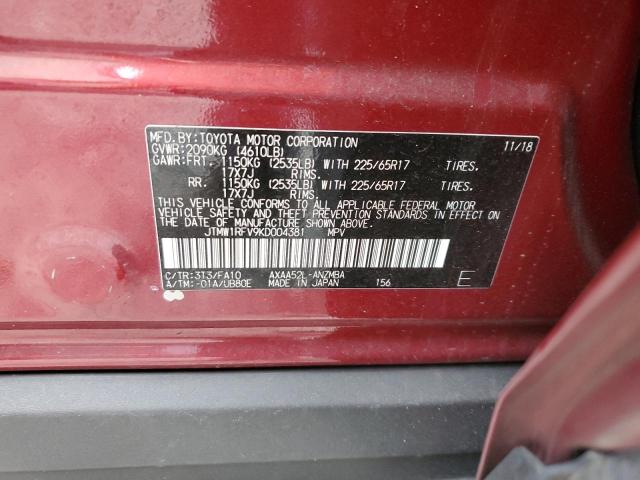 MFD.BY:TOYOTA MOTOR CORPORATION 11/18
GVWR:2090KG (4610LB)
GAWR:FRT. 1150KG (2535LB) WITH 225/65R17 TIRES.
17X7J RIMS.
RR. 1150KG (2535LB) WITH 225/65R17 TIRES.
17X7J RIMS.
THIS VEHICLE CONFORMS TO ALL APPLICABLE FEDERAL MOTOR
VEHICLE SAFETY AND THEFT PREVENTION STANDARDS IN EFFECT
ON THE DATE OF MANUFACTURE SHOWN ABOVE.
JTMW1RFV9KD004381 MPV
C/TR:3T3/FA10 AXAA52L-ANZMBA
A/TM:-01A/UB80E MADE IN JAPAN 156 E